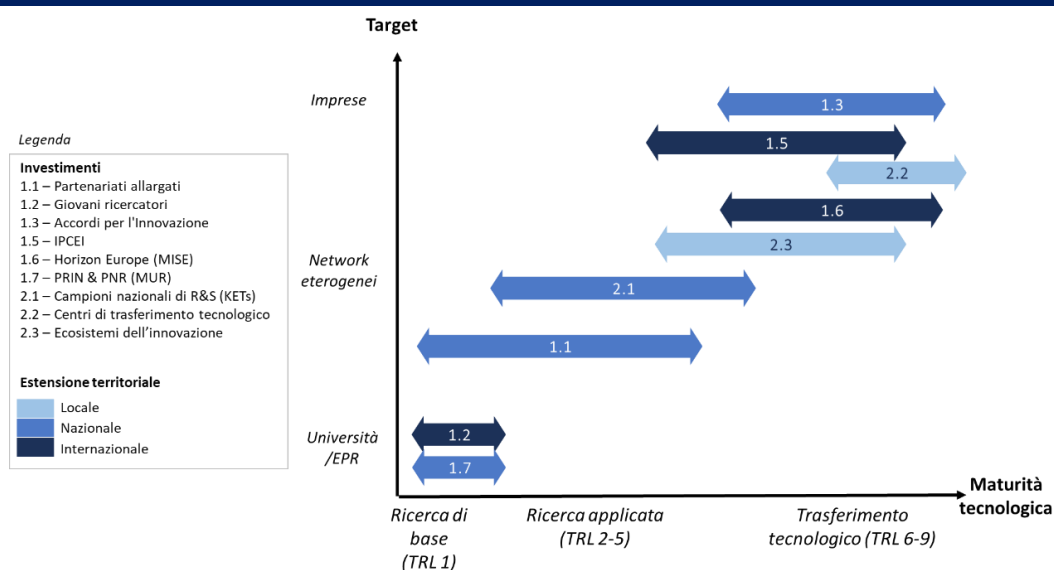 Target
Imprese
1.3
1.5
2.2
1.6
2.3
Network
eterogenei
2.1
1.1
Università
/EPR
1.2
1.7
Maturità
tecnologica
Ricerca di
base
(TRL 1)
Ricerca applicata
(TRL 2-5)
Trasferimento
tecnologico (TRL 6-9)
Legenda
Investimenti
1.1 – Partenariati allargati
1.2 – Giovani ricercatori
1.3 – Accordi per l'Innovazione
1.5 – IPCEI
1.6 – Horizon Europe (MISE)
1.7 – PRIN & PNR (MUR)
2.1 – Campioni nazionali di R&S (KETs)
2.2 – Centri di trasferimento tecnologico
2.3 – Ecosistemi dell’innovazione
Estensione territoriale
Locale
Nazionale
Internazionale